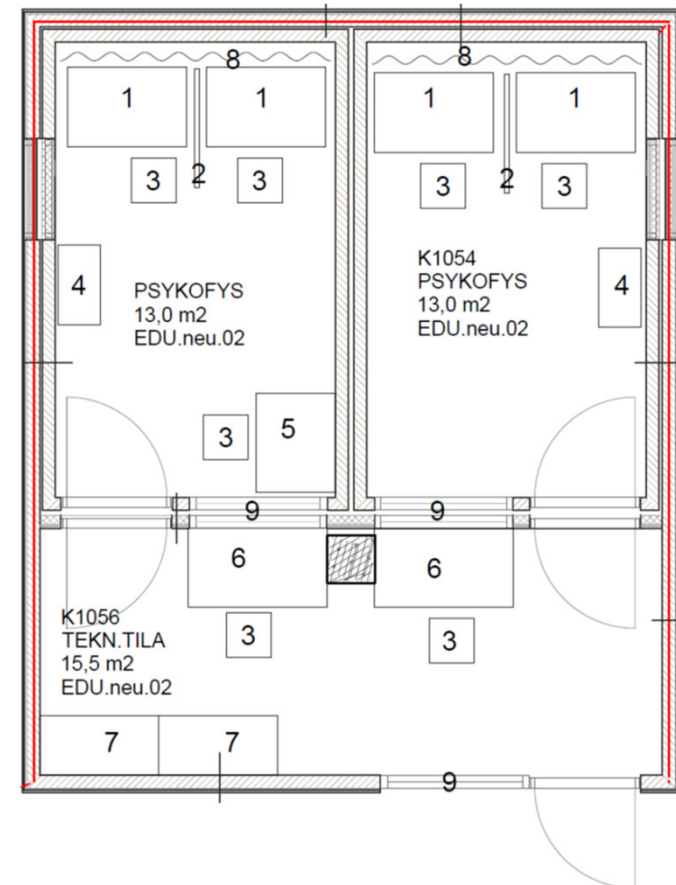 8
8
1
1
1
1
3
2
3
3
2
3
4
PSYKOFYS
13,0 m2
EDU.neu.02
K1054
PSYKOFYS
13,0 m2
EDU.neu.02
4
3
5
9
9
6
6
K1056
TEKN.TILA
15,5 m2
EDU.neu.02
3
3
7
7
9